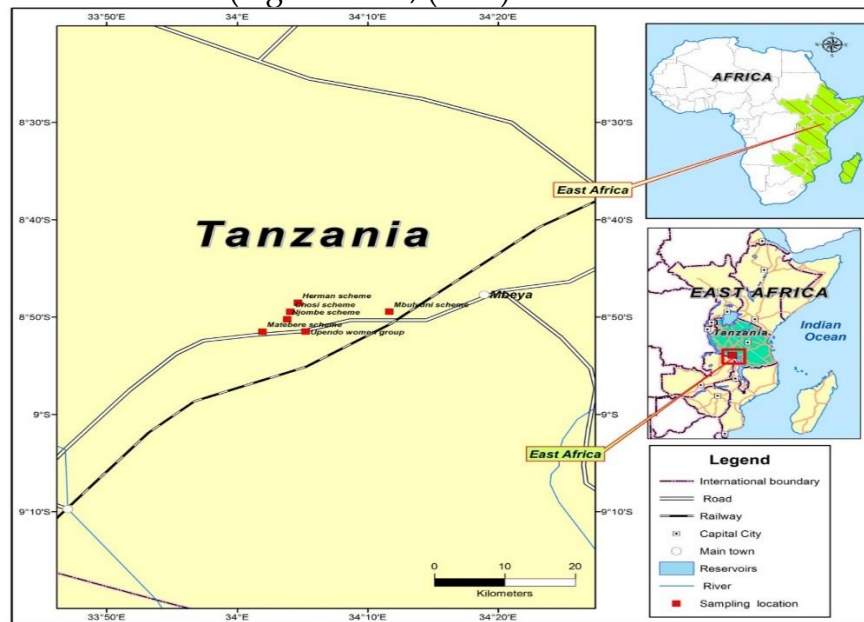 33°50'E
34°E
34°10'E
34°20'E
8°30'S
8°40'S
8°50'S
9°S
9°10'S
8°30'S
8°40'S
8°50'S
9°S
9°10'S
Tanzania
Herman scheme
Chosi scheme
Njombe scheme
Matebere scheme
Upendo women group
Mbuyuni scheme
Mbeya
0 10 20
Kilometers
33°50'E
34°E
34°10'E
34°20'E
AFRICA
East Africa
EAST AFRICA
Tanzania
Indian
Ocean
East Africa
Legend
International boundary
Road
Railway
Capital City
Main town
Reservoirs
River
Sampling location